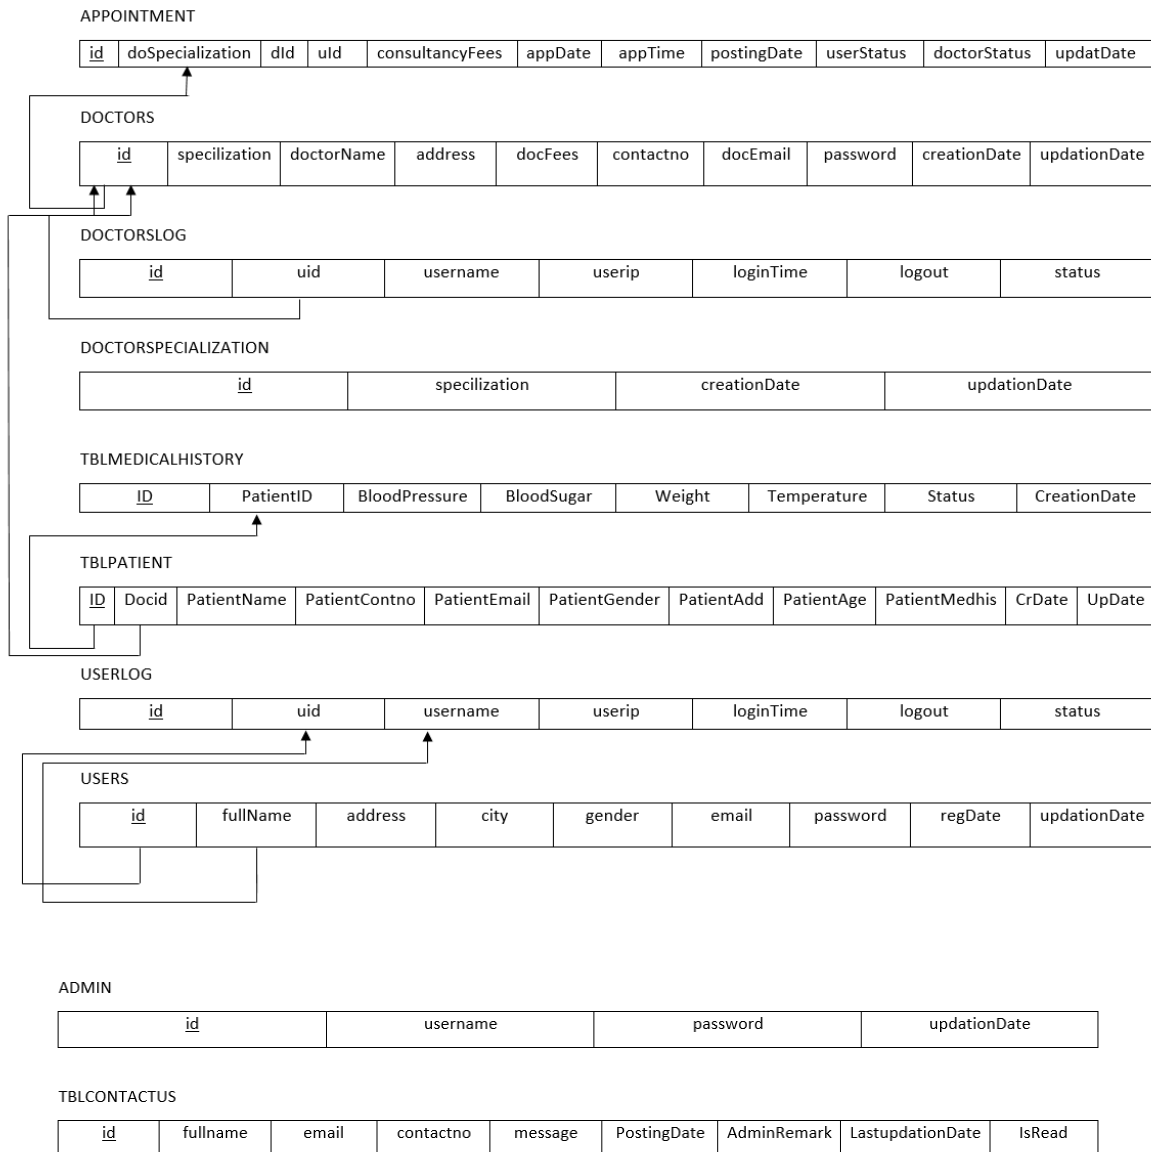 APPOINTMENT
id doSpecialization dId uId consultancyFees appDate appTime postingDate userStatus doctorStatus updatDate
DOCTORS
id specilization doctorName address docFees contactno docEmail password creationDate updationDate
DOCTORSLOG
id uid username userip loginTime logout status
DOCTORSPECIALIZATION
id specilization creationDate updationDate
TBLMEDICALHISTORY
ID PatientID BloodPressure BloodSugar Weight Temperature Status CreationDate
TBLPATIENT
ID Docid PatientName PatientContno PatientEmail PatientGender PatientAdd PatientAge PatientMedhis CrDate UpDate
USERLOG
id uid username userip loginTime logout status
USERS
id fullName address city gender email password regDate updationDate
ADMIN
id username password updationDate
TBLCONTACTUS
id fullname email contactno message PostingDate AdminRemark LastupdationDate IsRead